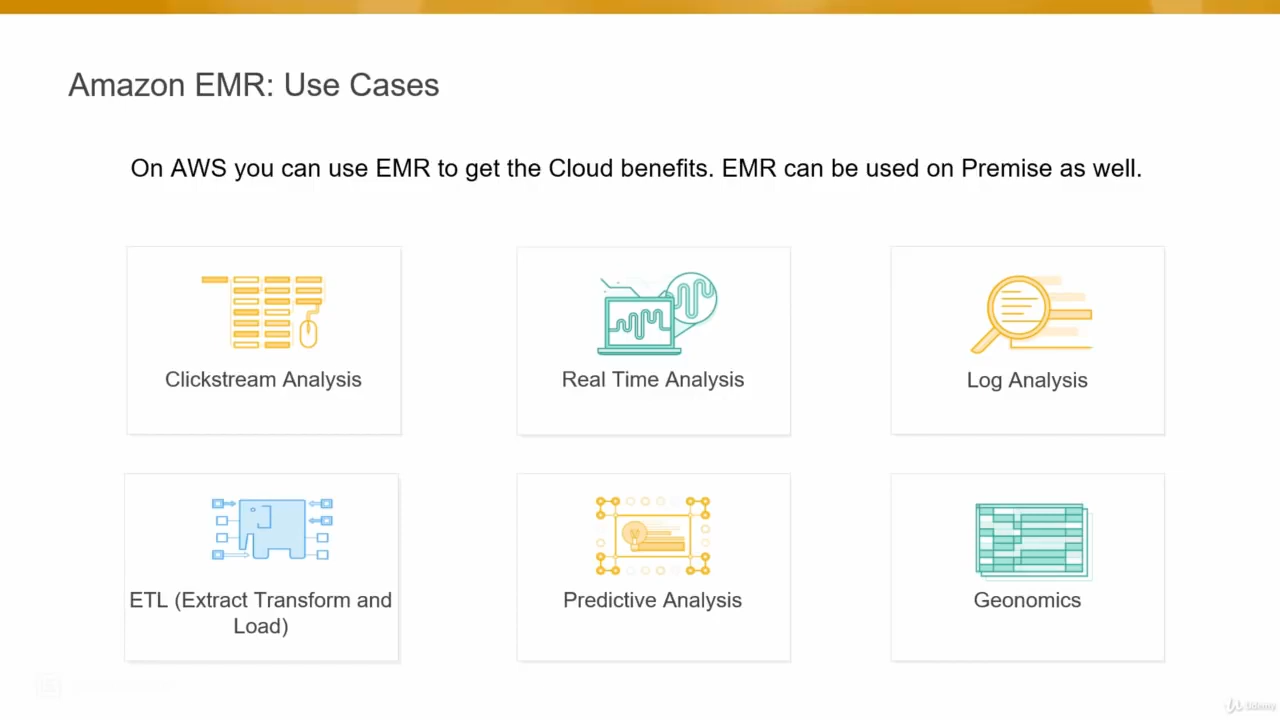 Amazon EMR: Use Cases
On AWS you can use EMR to get the Cloud benefits. EMR can be used on Premise as well.
Clickstream Analysis
Real Time Analysis
Log Analysis
ETL (Extract Transform and
Load)
Predictive Analysis
Geonomics
Udemy